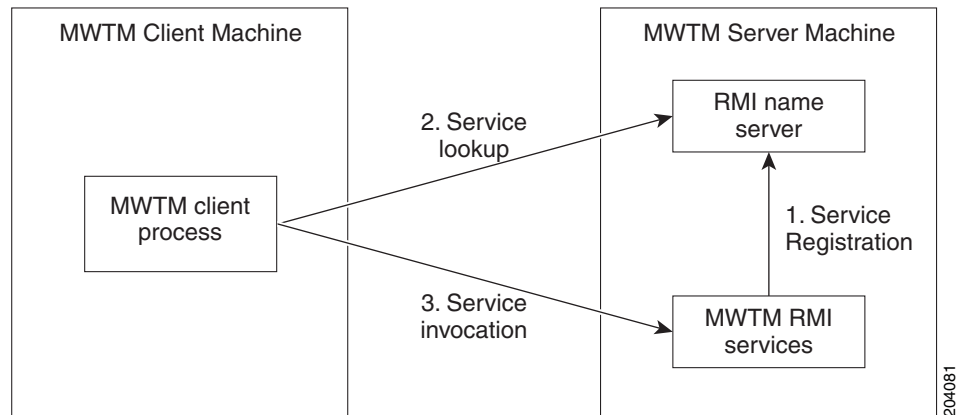 MWTM Client Machine
MWTM Server Machine
RMI name
server
2. Service
lookup
MWTM client
process
1. Service
Registration
3. Service
invocation
MWTM RMI
services
204081